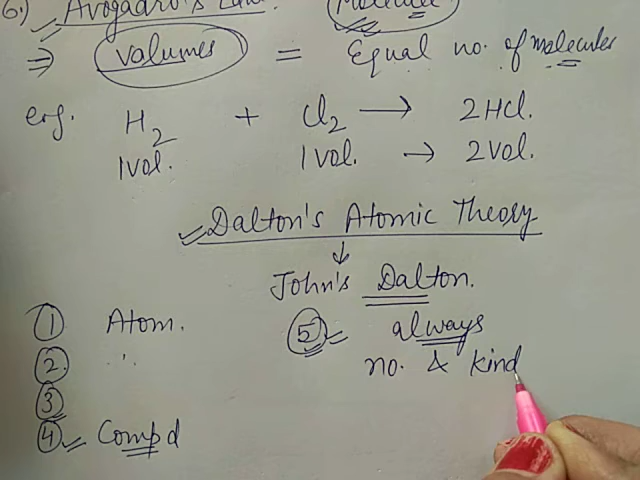 6.) Avogadro's Law. (Molecule)
⇒ Volumes = Equal no. of molecules
e.g. H2 + Cl2 → 2HCl.
1vol. 1vol. → 2vol.
Dalton's Atomic Theory
↓
John's Dalton.
1 Atom.
2.
3
4 Compd
5 always
no. & kind